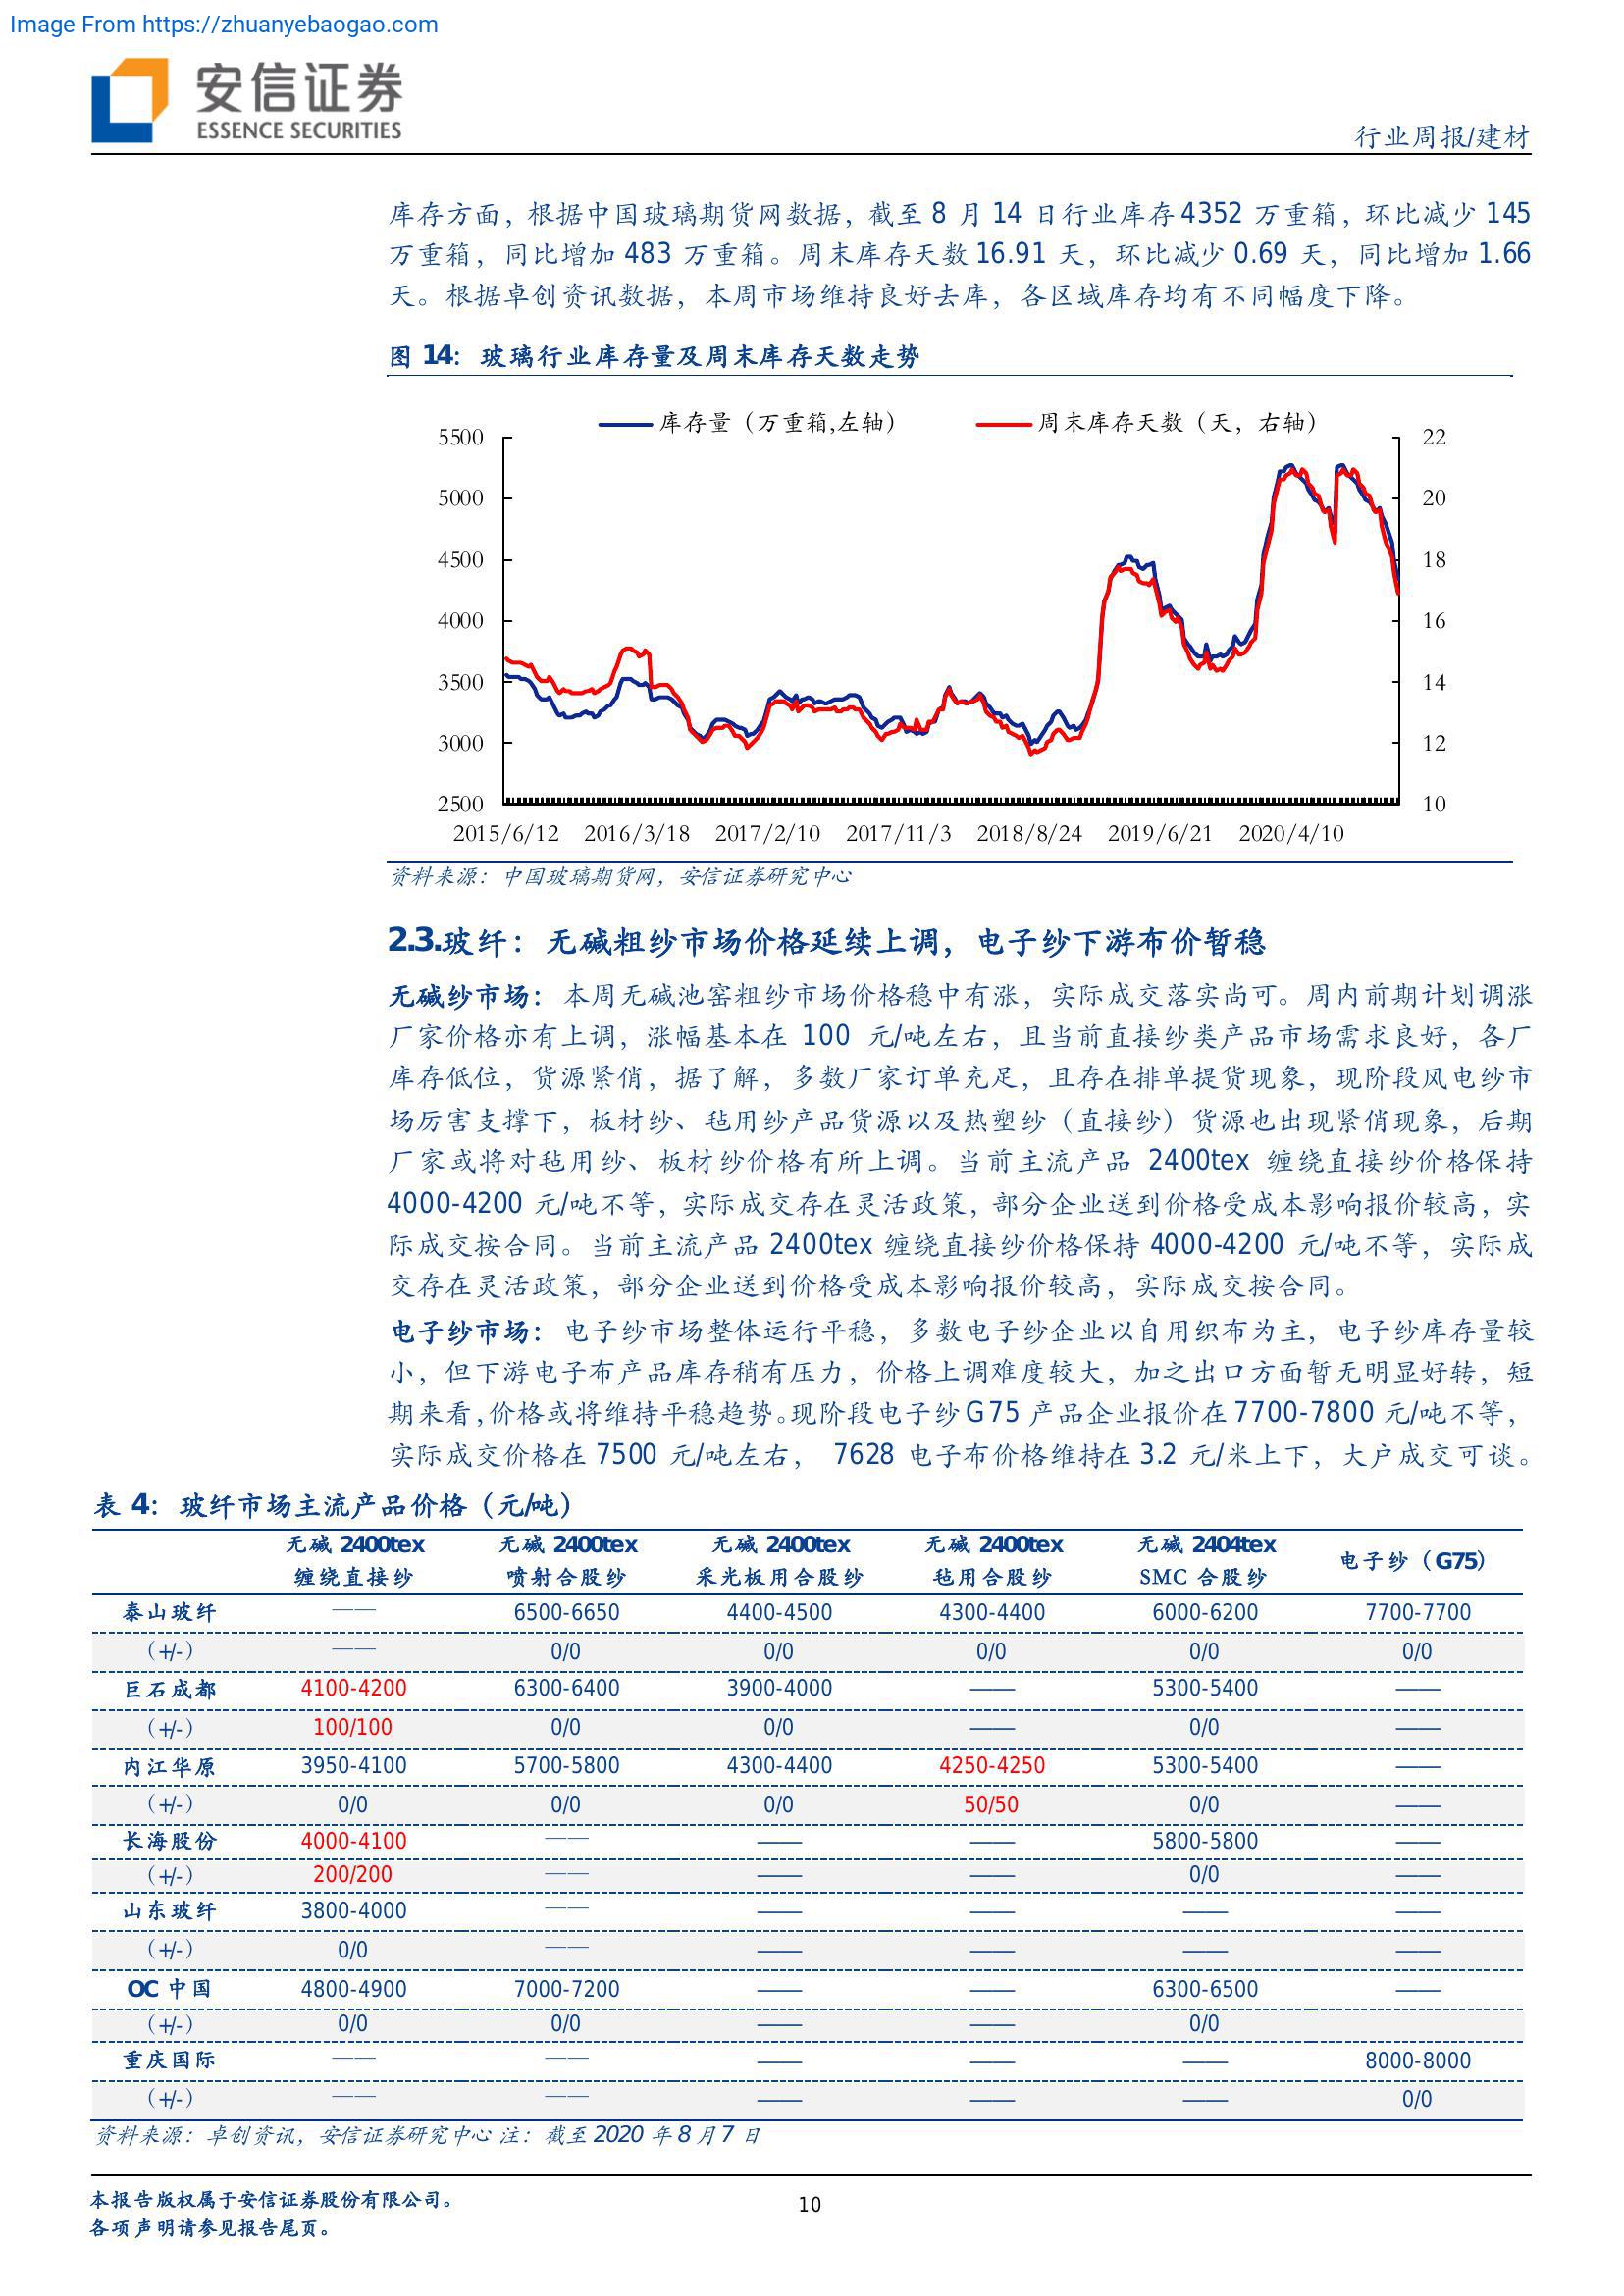 Image From https://zhuanyebaogao.com
安信证券
ESSENCE SECURITIES
行业周报/建材
库存方面，根据中国玻璃期货网数据，截至 8 月 14 日行业库存 4352 万重箱，环比减少 145
万重箱，同比增加 483 万重箱。周末库存天数 16.91 天，环比减少 0.69 天，同比增加 1.66
天。根据卓创资讯数据，本周市场维持良好去库，各区域库存均有不同幅度下降。
图 14：玻璃行业库存量及周末库存天数走势
库存量（万重箱,左轴） 周末库存天数（天，右轴）
5500 22
5000 20
4500 18
4000 16
3500 14
3000 12
2500 10
2015/6/12 2016/3/18 2017/2/10 2017/11/3 2018/8/24 2019/6/21 2020/4/10
资料来源：中国玻璃期货网，安信证券研究中心
2.3.玻纤：无碱粗纱市场价格延续上调，电子纱下游布价暂稳
无碱纱市场：本周无碱池窑粗纱市场价格稳中有涨，实际成交落实尚可。周内前期计划调涨
厂家价格亦有上调，涨幅基本在 100 元/吨左右，且当前直接纱类产品市场需求良好，各厂
库存低位，货源紧俏，据了解，多数厂家订单充足，且存在排单提货现象，现阶段风电纱市
场厉害支撑下，板材纱、毡用纱产品货源以及热塑纱（直接纱）货源也出现紧俏现象，后期
厂家或将对毡用纱、板材纱价格有所上调。当前主流产品 2400tex 缠绕直接纱价格保持
4000-4200 元/吨不等，实际成交存在灵活政策，部分企业送到价格受成本影响报价较高，实
际成交按合同。当前主流产品 2400tex 缠绕直接纱价格保持 4000-4200 元/吨不等，实际成
交存在灵活政策，部分企业送到价格受成本影响报价较高，实际成交按合同。
电子纱市场：电子纱市场整体运行平稳，多数电子纱企业以自用织布为主，电子纱库存量较
小，但下游电子布产品库存稍有压力，价格上调难度较大，加之出口方面暂无明显好转，短
期来看,价格或将维持平稳趋势。现阶段电子纱 G75 产品企业报价在 7700-7800 元/吨不等，
实际成交价格在 7500 元/吨左右， 7628 电子布价格维持在 3.2 元/米上下，大户成交可谈。
表 4：玻纤市场主流产品价格（元/吨）
无碱 2400tex 无碱 2400tex 无碱 2400tex 无碱 2400tex 无碱 2404tex 电子纱（G75）
缠绕直接纱 喷射合股纱 采光板用合股纱 毡用合股纱 SMC 合股纱
泰山玻纤 —— 6500-6650 4400-4500 4300-4400 6000-6200 7700-7700
（+/-） —— 0/0 0/0 0/0 0/0 0/0
巨石成都 4100-4200 6300-6400 3900-4000 —— 5300-5400 ——
（+/-） 100/100 0/0 0/0 —— 0/0 ——
内江华原 3950-4100 5700-5800 4300-4400 4250-4250 5300-5400 ——
（+/-） 0/0 0/0 0/0 50/50 0/0 ——
长海股份 4000-4100 —— —— —— 5800-5800 ——
（+/-） 200/200 —— —— —— 0/0 ——
山东玻纤 3800-4000 —— —— —— —— ——
（+/-） 0/0 —— —— —— —— ——
OC 中国 4800-4900 7000-7200 —— —— 6300-6500 ——
（+/-） 0/0 0/0 —— —— 0/0
重庆国际 —— —— —— —— —— 8000-8000
（+/-） —— —— —— —— —— 0/0
资料来源：卓创资讯，安信证券研究中心 注：截至 2020 年 8 月 7 日
本报告版权属于安信证券股份有限公司。
10
各项声明请参见报告尾页。